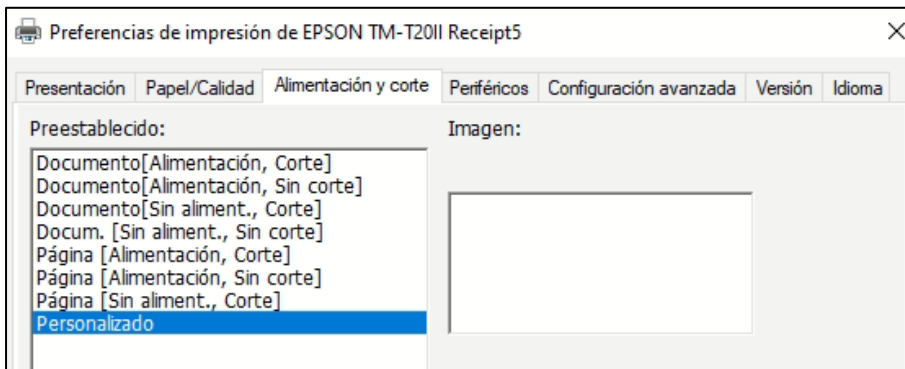 Preferencias de impresión de EPSON TM-T20II Receipt5
Presentación Papel/Calidad Alimentación y corte Periféricos Configuración avanzada Versión Idioma
Preestablecido:
Documento[Alimentación, Corte]
Documento[Alimentación, Sin corte]
Documento[Sin aliment., Corte]
Docum. [Sin aliment., Sin corte]
Página [Alimentación, Corte]
Página [Alimentación, Sin corte]
Página [Sin aliment., Corte]
Personalizado
Imagen: